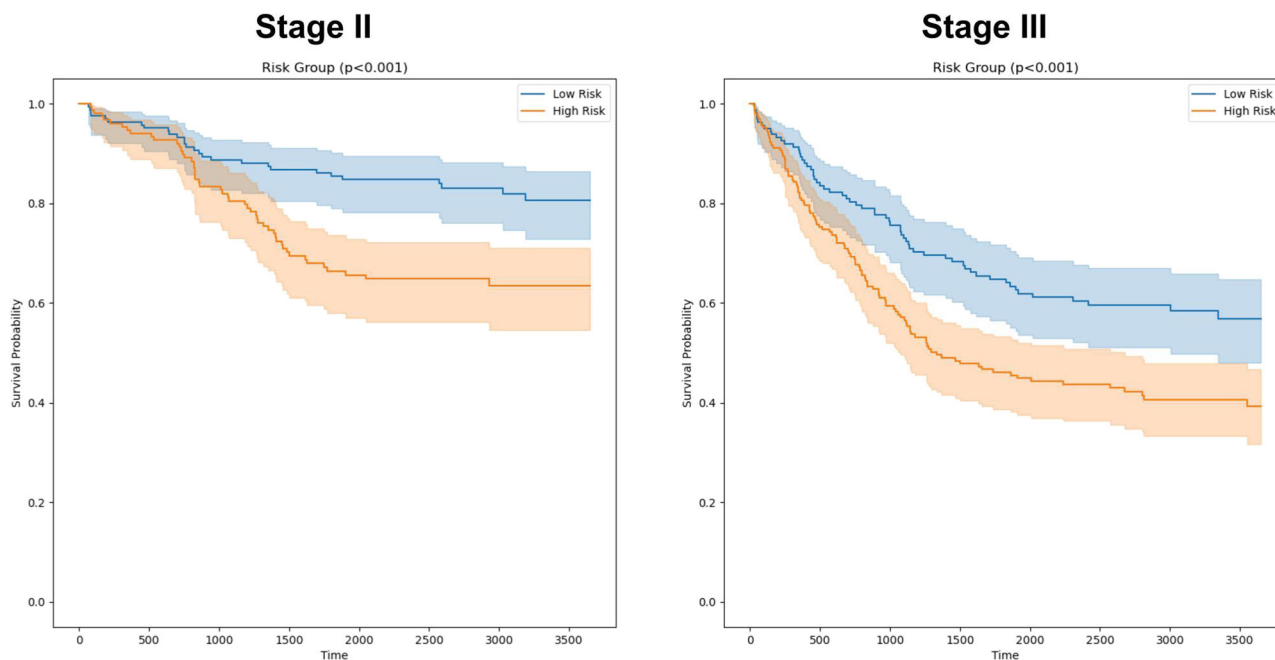 Stage II
Risk Group (p<0.001)
Low Risk
High Risk
Survival Probability
1.0
0.8
0.6
0.4
0.2
0.0
0 500 1000 1500 2000 2500 3000 3500
Time
Stage III
Risk Group (p<0.001)
Low Risk
High Risk
Survival Probability
1.0
0.8
0.6
0.4
0.2
0.0
0 500 1000 1500 2000 2500 3000 3500
Time